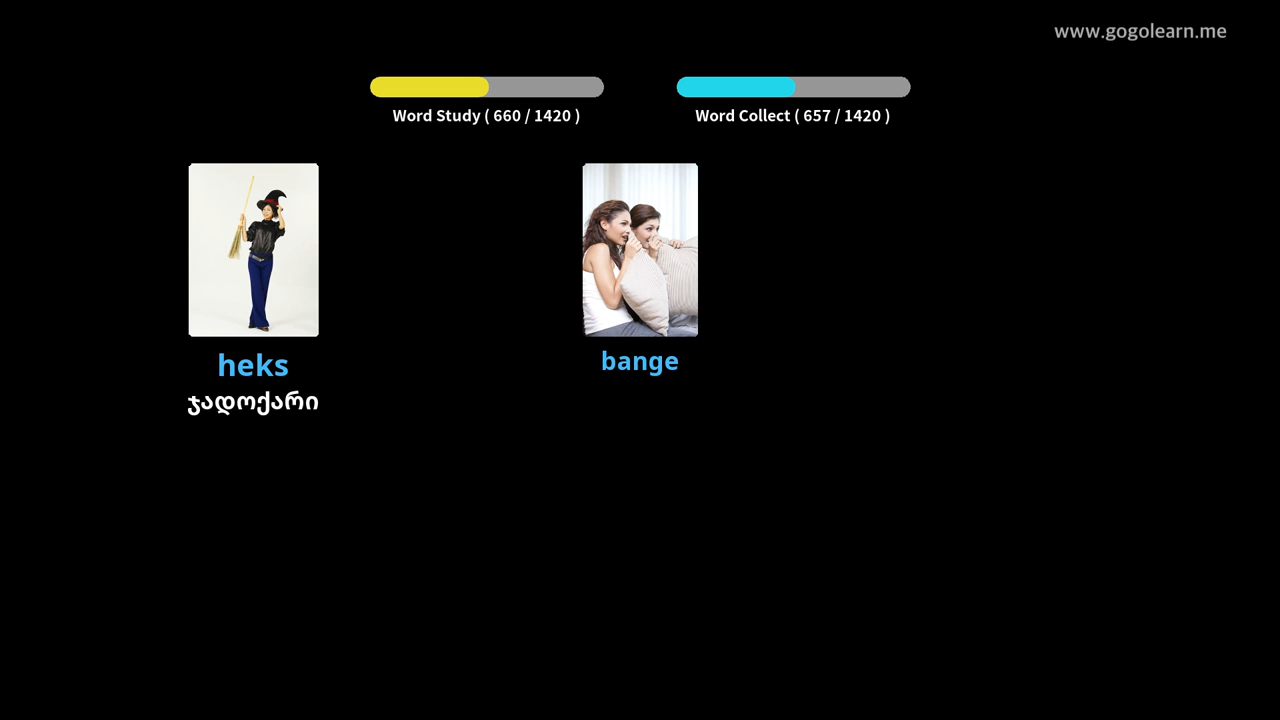 www.gogolearn.me
Word Study ( 660 / 1420 )
Word Collect ( 657 / 1420 )
heks
ჯადოქარი
bange